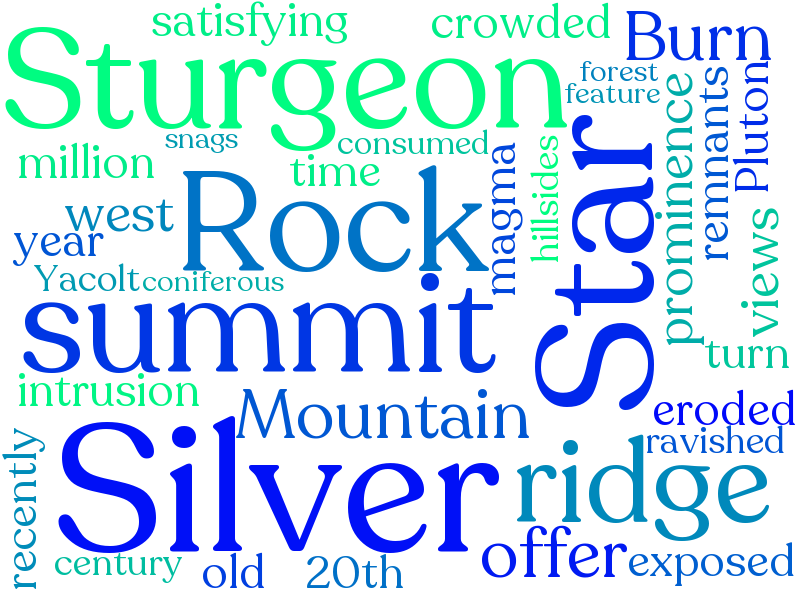 satisfying
crowded
Burn
Sturgeon
forest
feature
snags
consumed
million
time
hillsides
Star
prominence
remnants
Pluton
Rock
magma
west
year
views
Yacolt
coniferous
summit
turn
intrusion
Mountain
eroded
ravished
recently
Silver
ridge
offer
exposed
century
old
20th